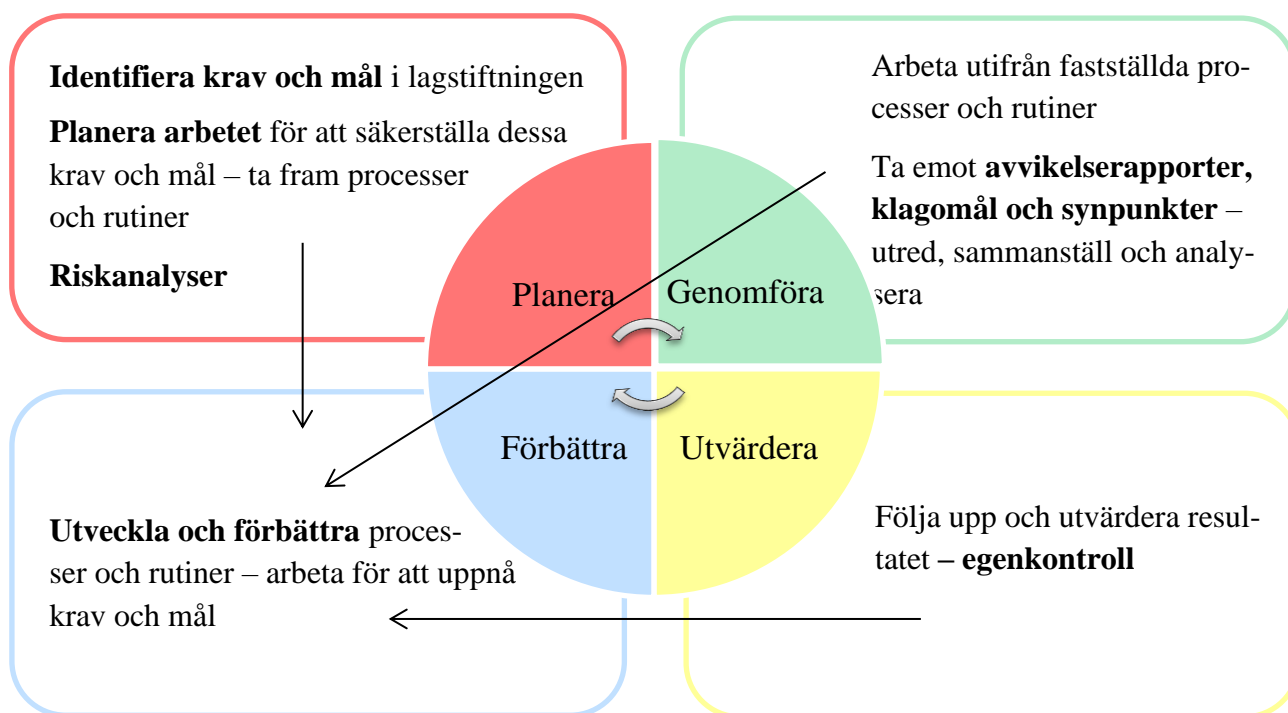 Identifiera krav och mål i lagstiftningen
Planera arbetet för att säkerställa dessa
krav och mål – ta fram processer
och rutiner
Riskanalyser
Arbeta utifrån fastställda pro-
cesser och rutiner
Ta emot avvikelserapporter,
klagomål och synpunkter –
utred, sammanställ och analy-
sera
Planera
Genomföra
Förbättra
Utvärdera
Utveckla och förbättra proces-
ser och rutiner – arbeta för att uppnå
krav och mål
Följa upp och utvärdera resul-
tatet – egenkontroll